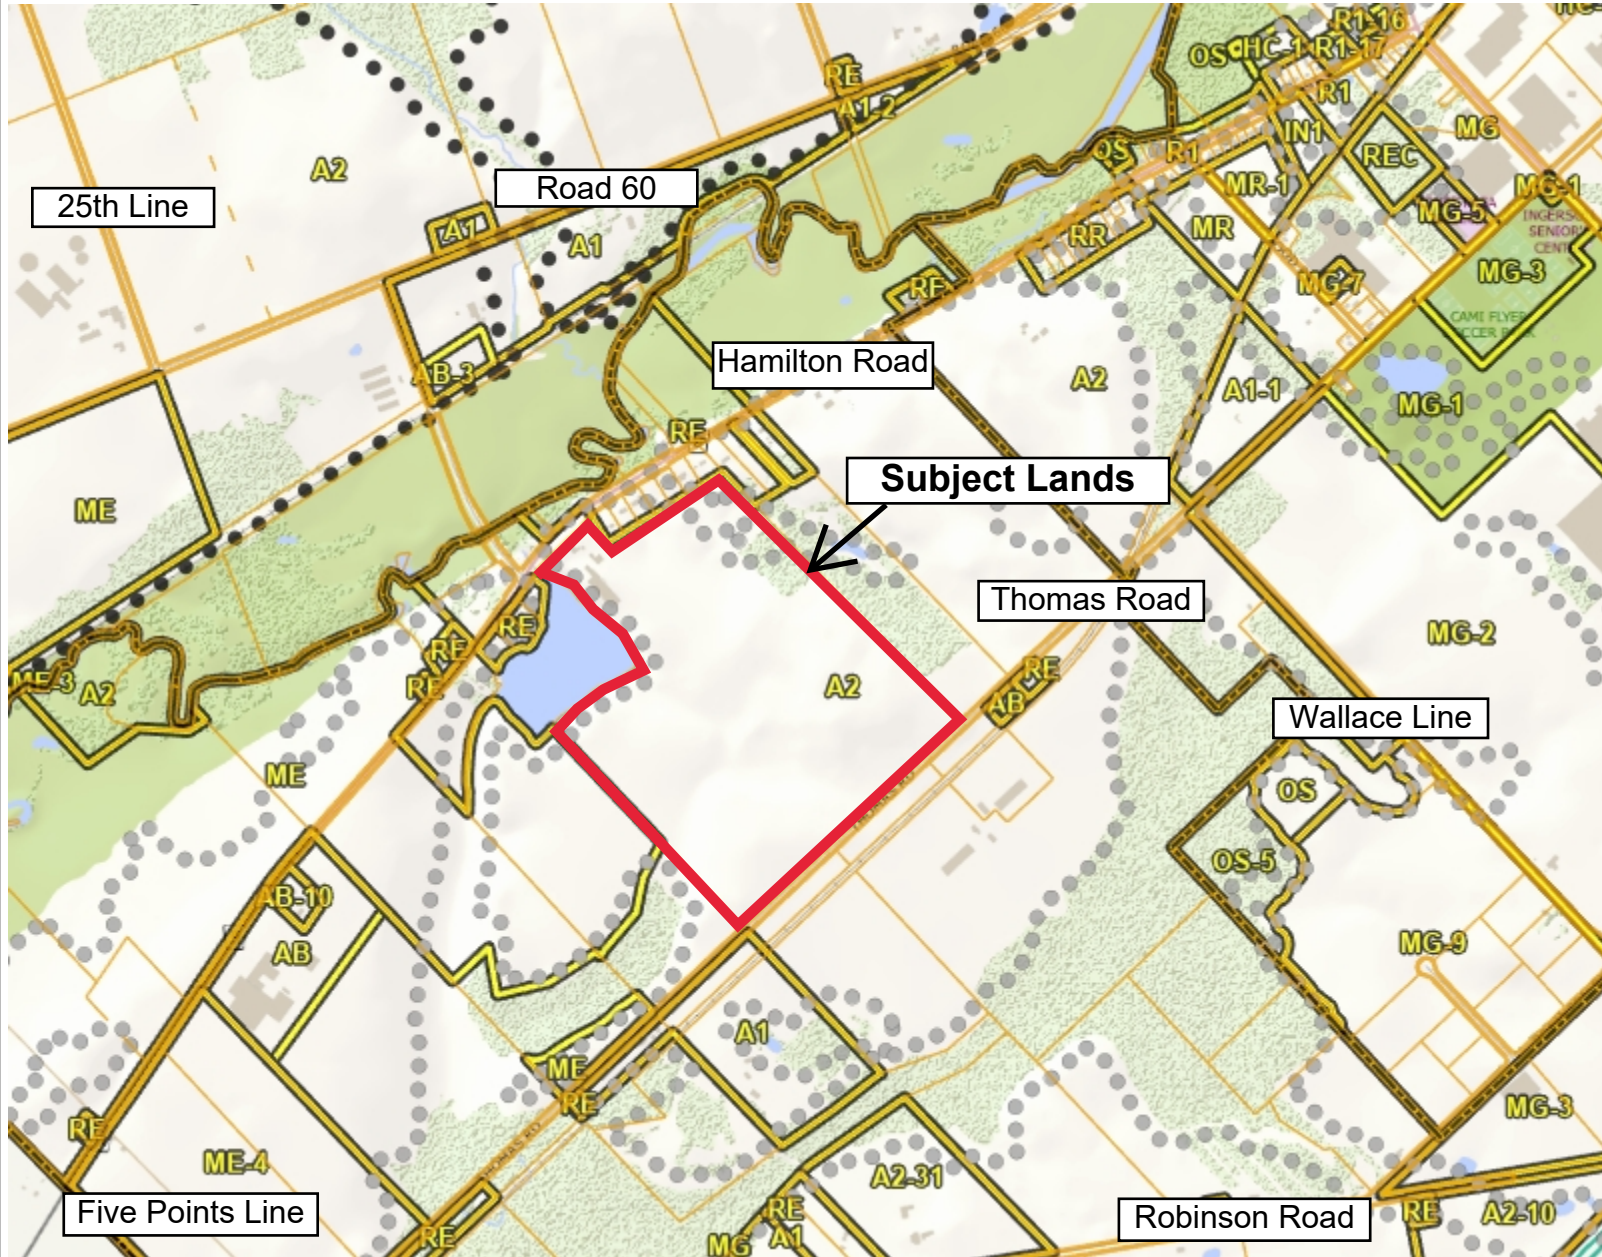 R1-16
OS
HC-1
R1-17
RE
A1-2
R1
MG
IN1
REC
A2
Road 60
OS
R1
MR-1
MG-1
25th Line
A1
A1
MG-5
MR
RR
SENIOR
MG-3
MG-7
RE
CAMI FLYER
Hamilton Road
AB-3
A2
A1-1
MG-1
RE
Subject Lands
ME
Thomas Road
RE
MG-2
RE
ME-3
A2
RE
A2
RE
AB
Wallace Line
ME
OS
OS-5
AB-10
AB
MG-9
A1
ME
RE
MG-3
RE
THOMAS RD
ME-4
A2-31
Five Points Line
RE
Robinson Road
RE
A2-10
RE
MG
A1